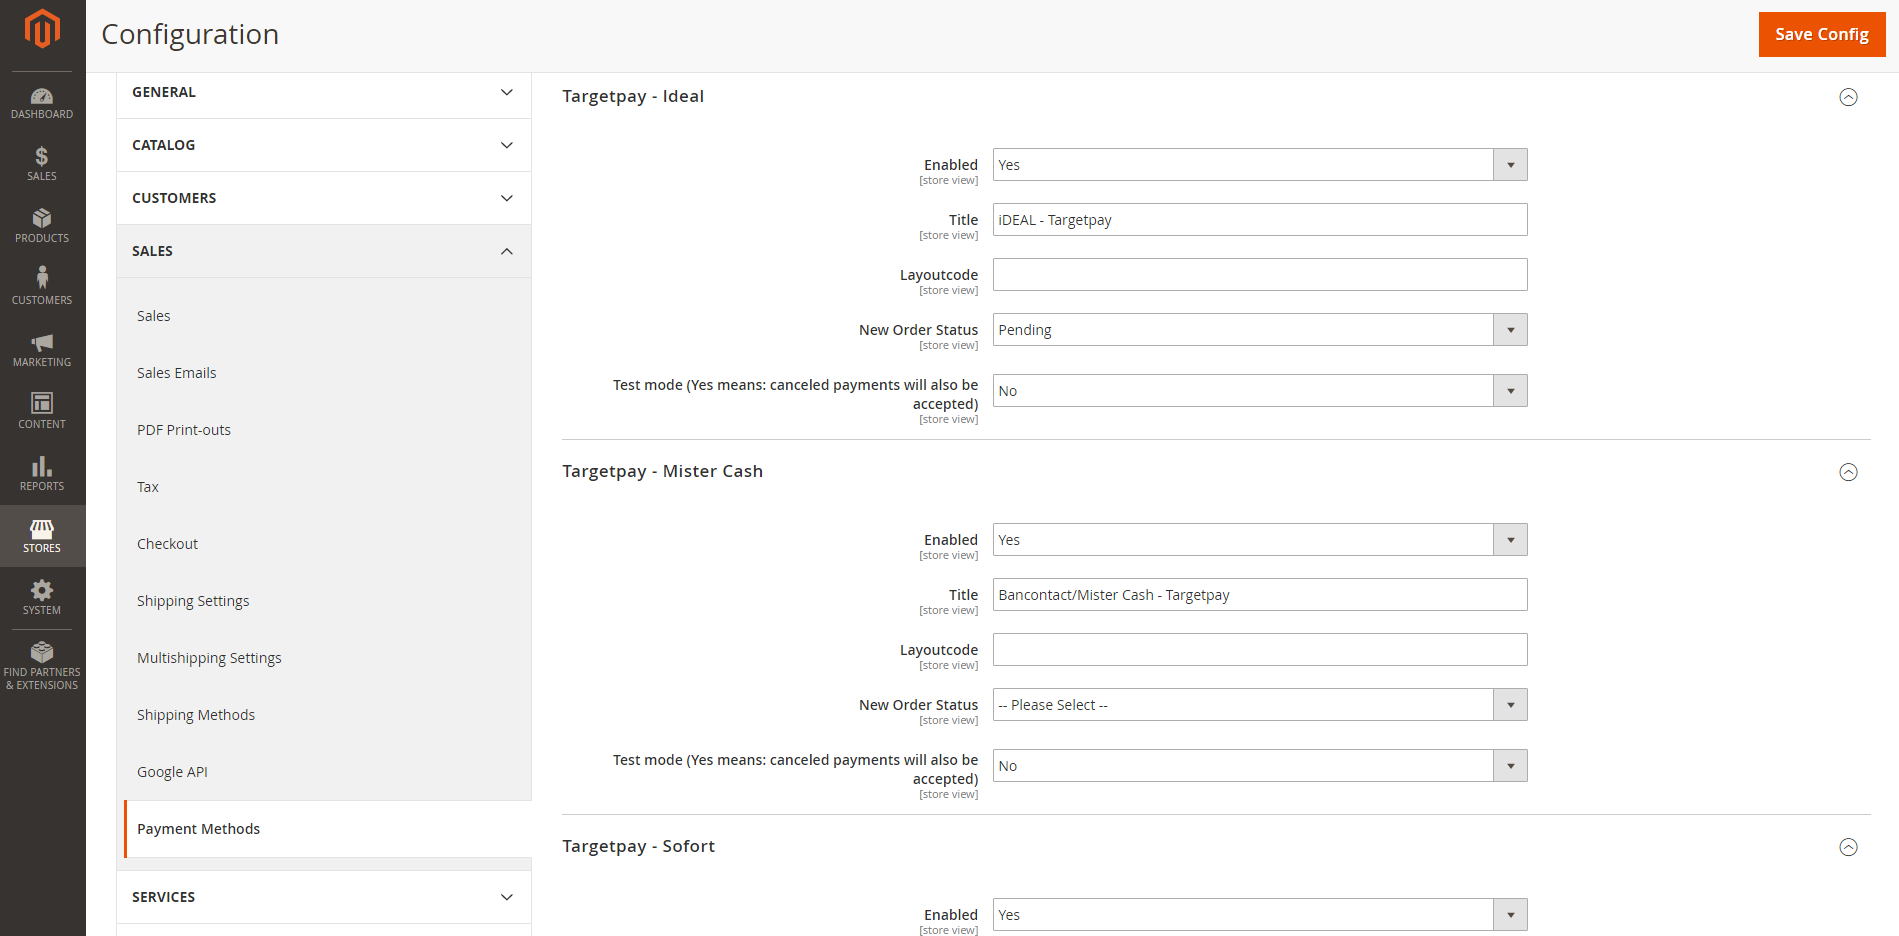 Configuration
Save Config
DASHBOARD
SALES
PRODUCTS
CUSTOMERS
MARKETING
CONTENT
REPORTS
STORES
SYSTEM
FIND PARTNERS
& EXTENSIONS
GENERAL
CATALOG
CUSTOMERS
SALES
Sales
Sales Emails
PDF Print-outs
Tax
Checkout
Shipping Settings
Multishipping Settings
Shipping Methods
Google API
Payment Methods
SERVICES
Targetpay - Ideal
Enabled
[store view]
Yes
Title
[store view]
iDEAL - Targetpay
Layoutcode
[store view]
New Order Status
[store view]
Pending
Test mode (Yes means: canceled payments will also be
accepted)
[store view]
No
Targetpay - Mister Cash
Enabled
[store view]
Yes
Title
[store view]
Bancontact/Mister Cash - Targetpay
Layoutcode
[store view]
New Order Status
[store view]
-- Please Select --
Test mode (Yes means: canceled payments will also be
accepted)
[store view]
No
Targetpay - Sofort
Enabled
[store view]
Yes